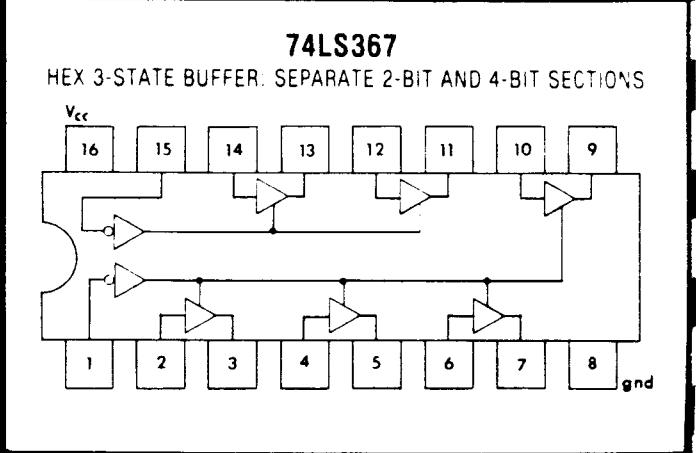 74LS367
HEX 3-STATE BUFFER: SEPARATE 2-BIT AND 4-BIT SECTIONS
Vcc
16 15 14 13 12 11 10 9
1 2 3 4 5 6 7 8
gnd